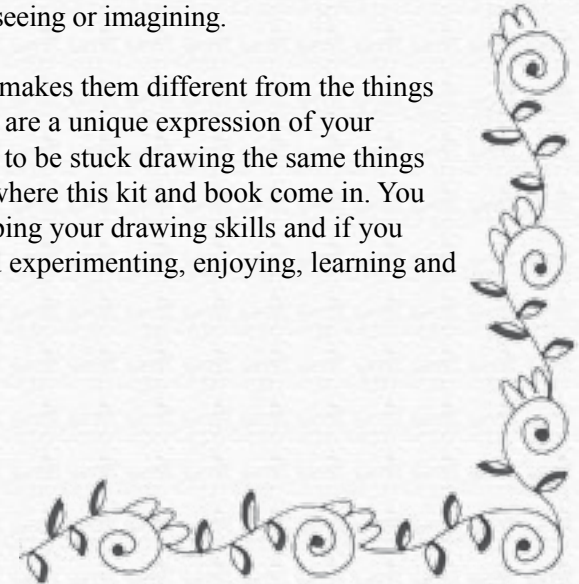 seeing or imagining.
makes them different from the things
are a unique expression of your
to be stuck drawing the same things
where this kit and book come in. You
ping your drawing skills and if you
experimenting, enjoying, learning and